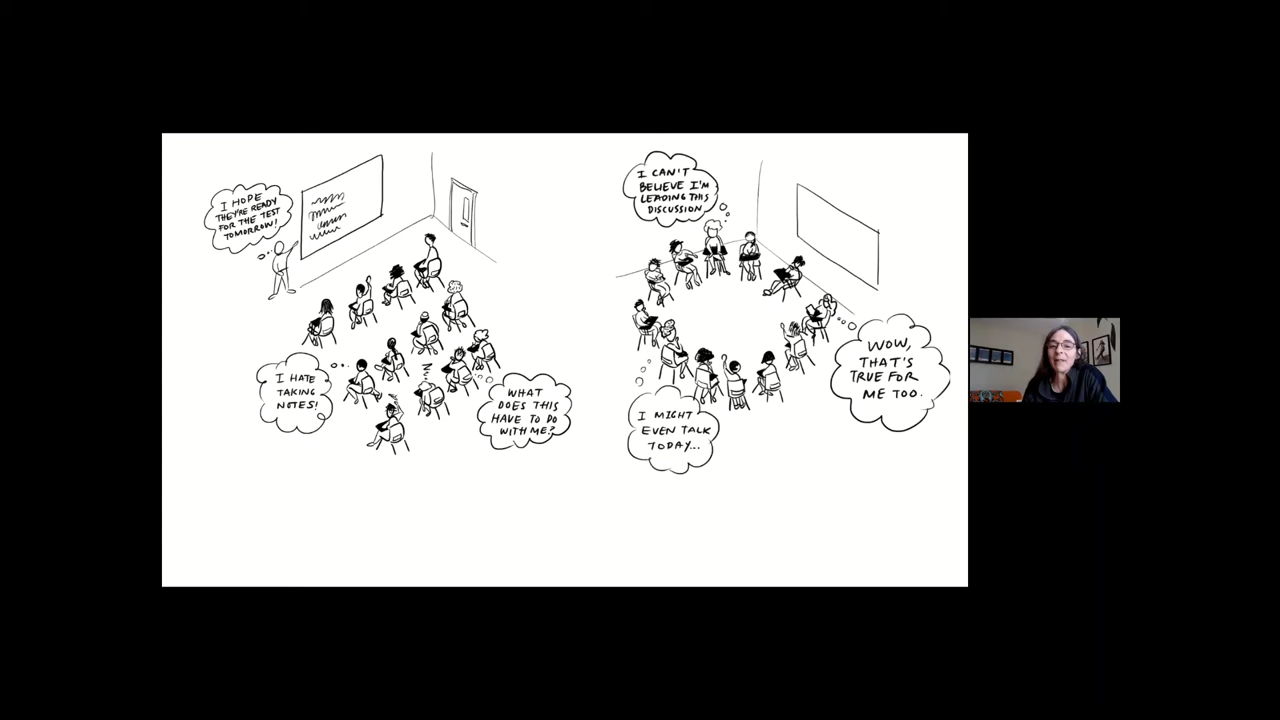 I HOPE
THEY'RE READY
FOR THE TEST
TOMORROW!
I HATE
TAKING
NOTES!
Z
Z
Z
WHAT
DOES THIS
HAVE TO DO
WITH ME?
I CAN'T
BELIEVE I'M
LEADING THIS
DISCUSSION
I MIGHT
EVEN TALK
TODAY...
WOW,
THAT'S
TRUE FOR
ME TOO.